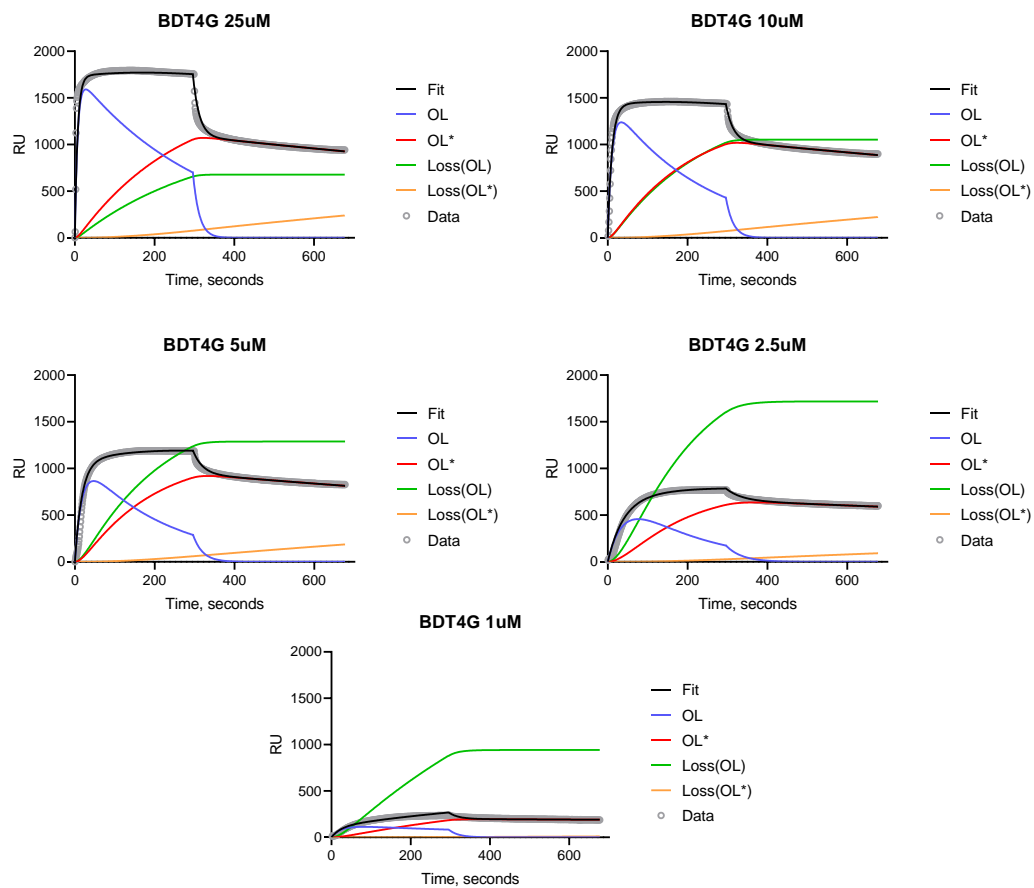 BDT4G 25uM
2000
1500
1000
500
0
RU
0
200
400
600
Time, seconds
Fit
OL
OL*
Loss(OL)
Loss(OL*)
Data
BDT4G 10uM
2000
1500
1000
500
0
RU
0
200
400
600
Time, seconds
Fit
OL
OL*
Loss(OL)
Loss(OL*)
Data
BDT4G 5uM
2000
1500
1000
500
0
RU
0
200
400
600
Time, seconds
Fit
OL
OL*
Loss(OL)
Loss(OL*)
Data
BDT4G 2.5uM
2000
1500
1000
500
0
RU
0
200
400
600
Time, seconds
Fit
OL
OL*
Loss(OL)
Loss(OL*)
Data
BDT4G 1uM
2000
1500
1000
500
0
RU
0
200
400
600
Time, seconds
Fit
OL
OL*
Loss(OL)
Loss(OL*)
Data